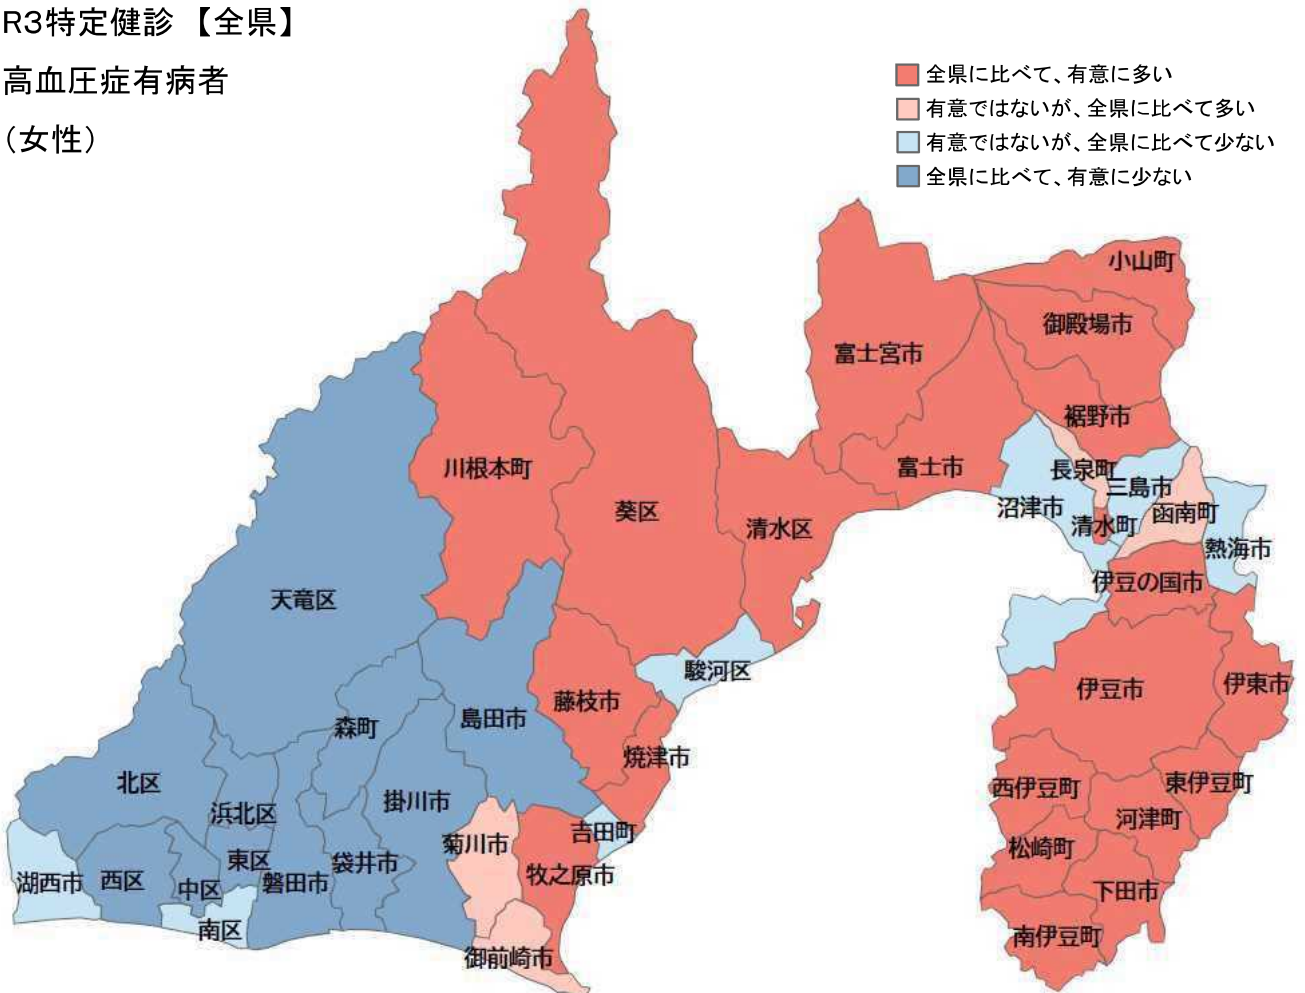 R3特定健診【全県】
高血圧症有病者
（女性）
全県に比べて、有意に多い
有意ではないが、全県に比べて多い
有意ではないが、全県に比べて少ない
全県に比べて、有意に少ない
小山町
御殿場市
富士宮市
裾野市
川根本町
富士市
長泉町
三島市
沼津市
葵区
清水区
清水町
函南町
熱海市
伊豆の国市
天竜区
駿河区
伊豆市
伊東市
藤枝市
島田市
森町
焼津市
北区
西伊豆町
東伊豆町
浜北区
掛川市
河津町
吉田町
菊川市
松崎町
東区
袋井市
牧之原市
湖西市
西区
中区
磐田市
下田市
南区
南伊豆町
御前崎市